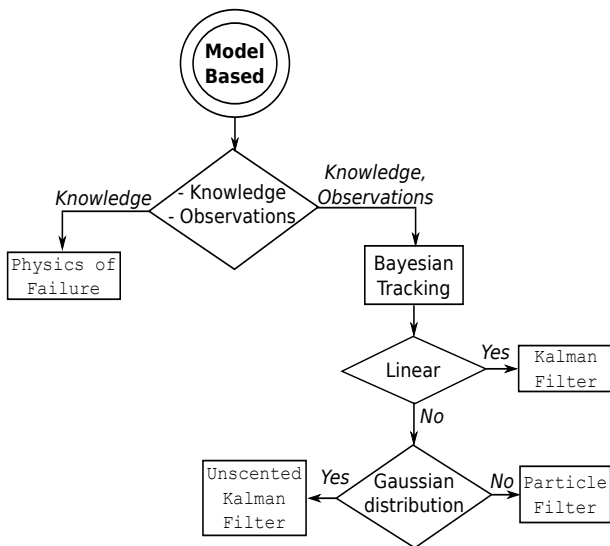 Model
Based
Knowledge
- Knowledge
- Observations
Knowledge,
Observations
Physics of
Failure
Bayesian
Tracking
Linear
Yes
Kalman
Filter
No
Unscented
Kalman
Filter
Yes
Gaussian
distribution
No
Particle
Filter